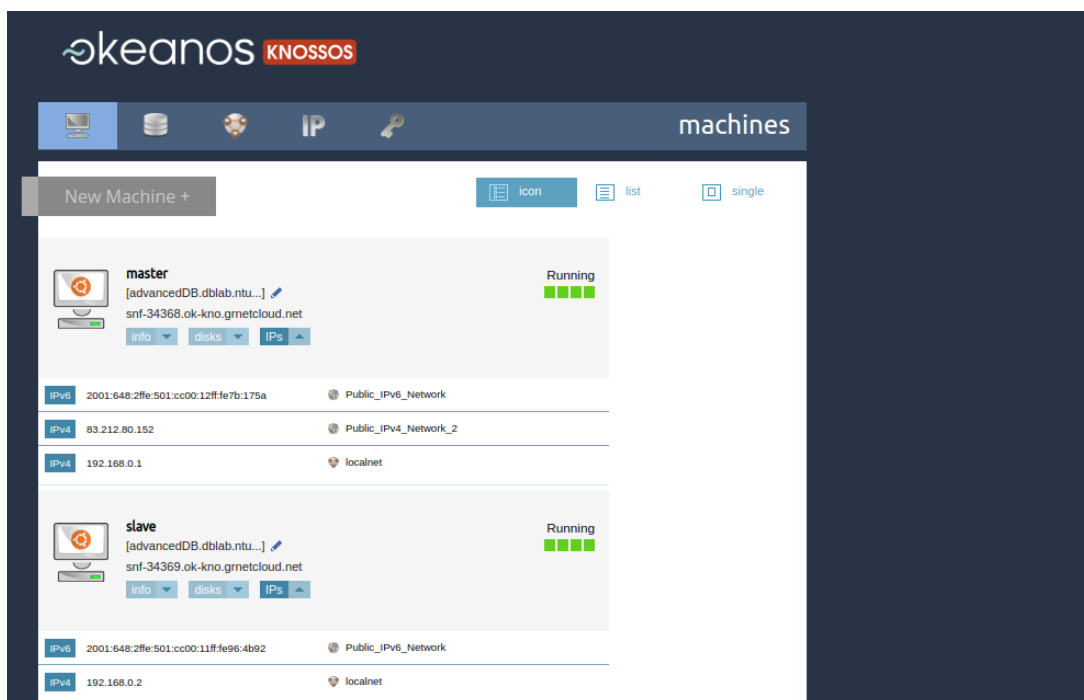 okeanos KNOSSOS
IP machines
New Machine + icon list single
master
Running
[advancedDB.dblab.ntu...]
snf-34368.ok-kno.grnetcloud.net
info disks IPs
IPv6 2001:648:2ffe:501:cc00:12ff:fe7b:175a Public_IPv6_Network
IPv4 83.212.80.152 Public_IPv4_Network_2
IPv4 192.168.0.1 localnet
slave
Running
[advancedDB.dblab.ntu...]
snf-34369.ok-kno.grnetcloud.net
info disks IPs
IPv6 2001:648:2ffe:501:cc00:11ff:fe96:4b92 Public_IPv6_Network
IPv4 192.168.0.2 localnet